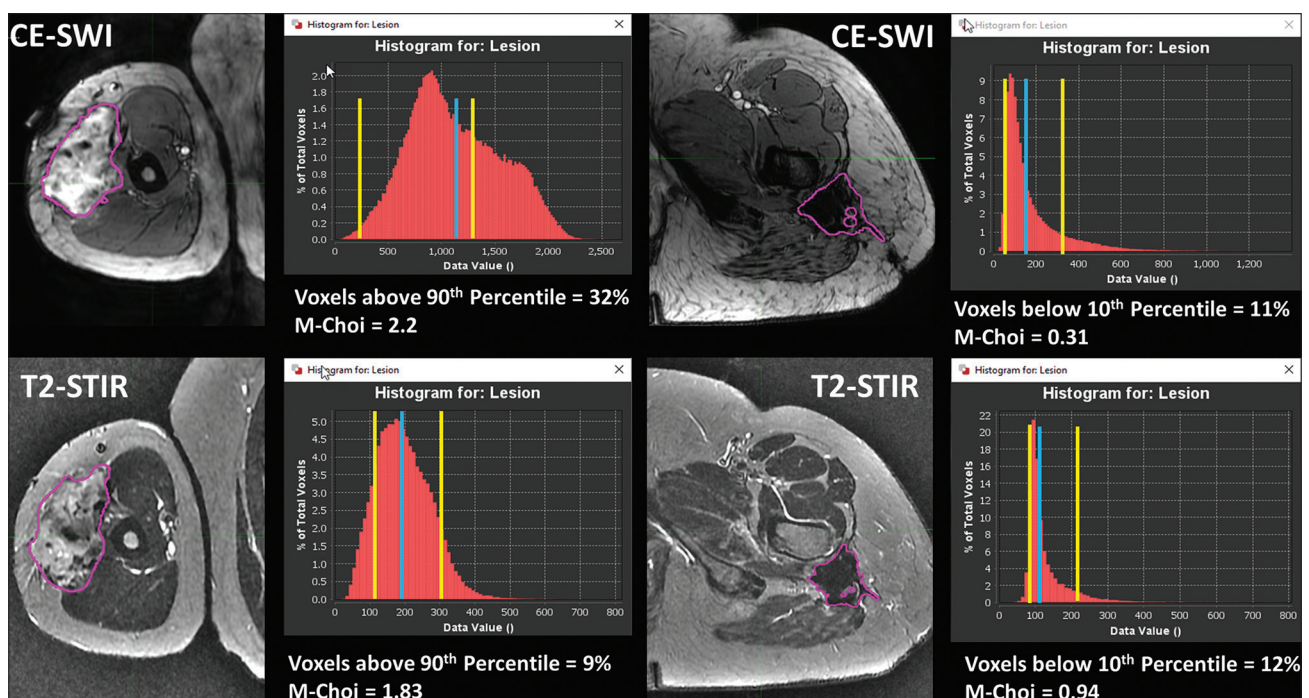 CE-SWI
Histogram for: Lesion
Histogram for: Lesion
% of Total Voxels
2.0
1.8
1.6
1.4
1.2
1.0
0.8
0.6
0.4
0.2
0.0
0 500 1,000 1,500 2,000 2,500
Data Value ()
Voxels above 90th Percentile = 32%
M-Choi = 2.2
CE-SWI
Histogram for: Lesion
Histogram for: Lesion
% of Total Voxels
9
8
7
6
5
4
3
2
1
0
0 200 400 600 800 1,000 1,200
Data Value ()
Voxels below 10th Percentile = 11%
M-Choi = 0.31
T2-STIR
Histogram for: Lesion
Histogram for: Lesion
% of Total Voxels
5.0
4.5
4.0
3.5
3.0
2.5
2.0
1.5
1.0
0.5
0.0
0 100 200 300 400 500 600 700 800
Data Value ()
Voxels above 90th Percentile = 9%
M-Choi = 1.83
T2-STIR
Histogram for: Lesion
Histogram for: Lesion
% of Total Voxels
22
20
18
16
14
12
10
8
6
4
2
0
0 100 200 300 400 500 600 700 800
Data Value ()
Voxels below 10th Percentile = 12%
M-Choi = 0.94